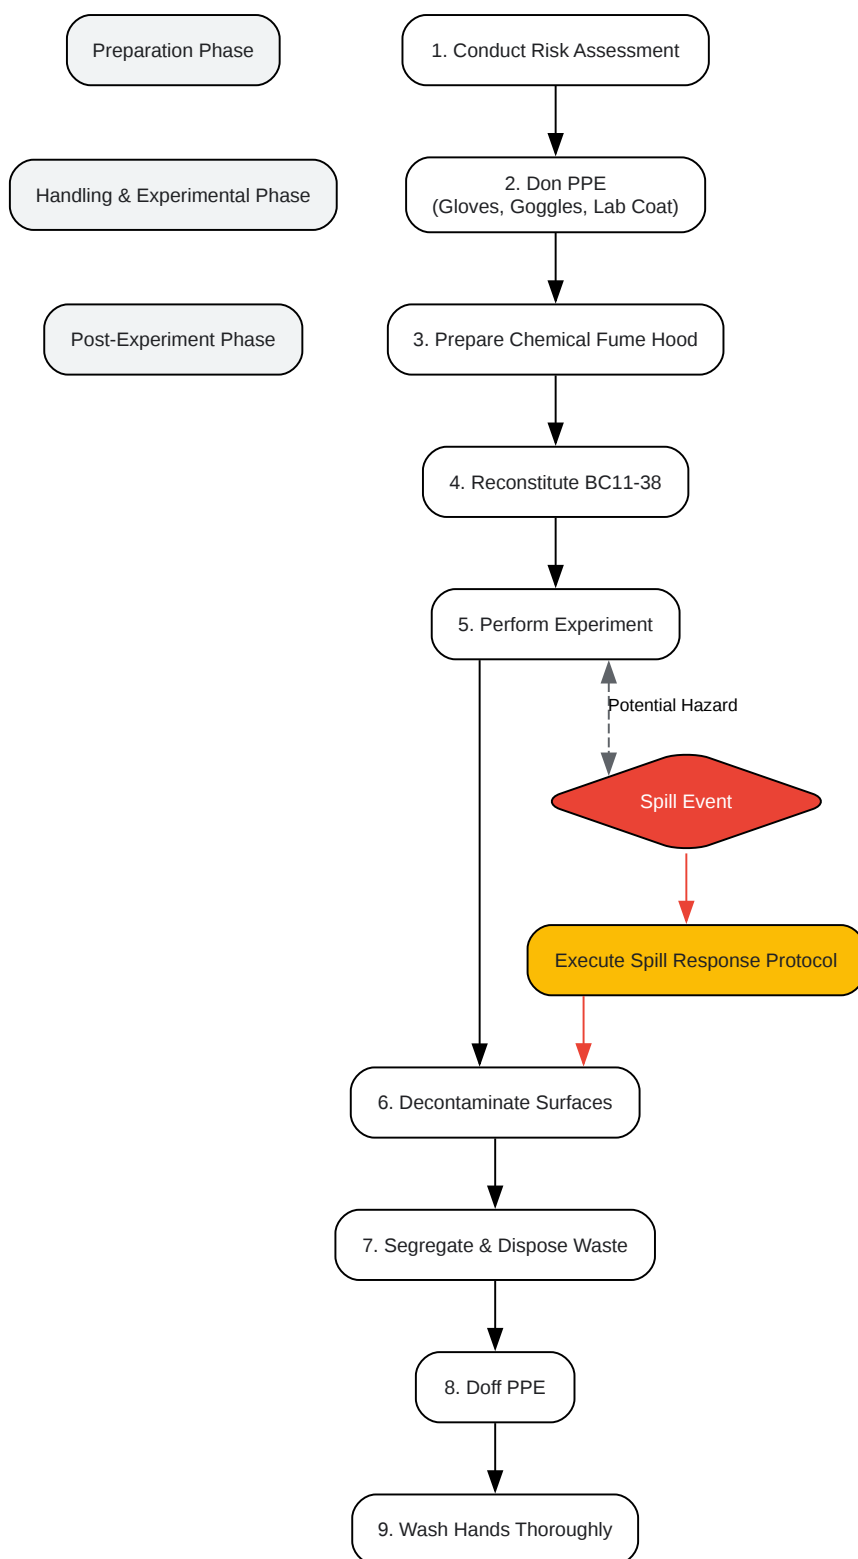 Preparation Phase
1. Conduct Risk Assessment
Handling & Experimental Phase
2. Don PPE
(Gloves, Goggles, Lab Coat)
Post-Experiment Phase
3. Prepare Chemical Fume Hood
4. Reconstitute BC11-38
5. Perform Experiment
Potential Hazard
Spill Event
Execute Spill Response Protocol
6. Decontaminate Surfaces
7. Segregate & Dispose Waste
8. Doff PPE
9. Wash Hands Thoroughly